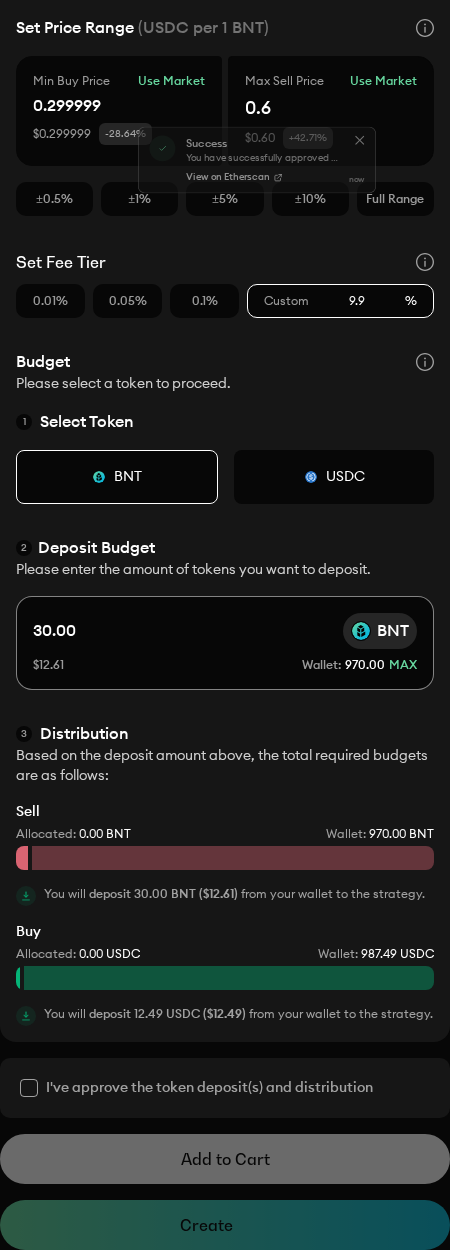 Set Price Range (USDC per 1 BNT)
Min Buy Price Use Market
0.299999
$0.299999 -28.64%
Max Sell Price Use Market
0.6
$0.60 +42.71%
Success
You have successfully approved ...
View on Etherscan
now
±0.5% ±1% ±5% ±10% Full Range
Set Fee Tier
0.01% 0.05% 0.1% Custom 9.9 %
Budget
Please select a token to proceed.
1 Select Token
BNT USDC
2 Deposit Budget
Please enter the amount of tokens you want to deposit.
30.00 BNT
$12.61 Wallet: 970.00 MAX
3 Distribution
Based on the deposit amount above, the total required budgets
are as follows:
Sell
Allocated: 0.00 BNT Wallet: 970.00 BNT
You will deposit 30.00 BNT ($12.61) from your wallet to the strategy.
Buy
Allocated: 0.00 USDC Wallet: 987.49 USDC
You will deposit 12.49 USDC ($12.49) from your wallet to the strategy.
I've approve the token deposit(s) and distribution
Add to Cart
Create